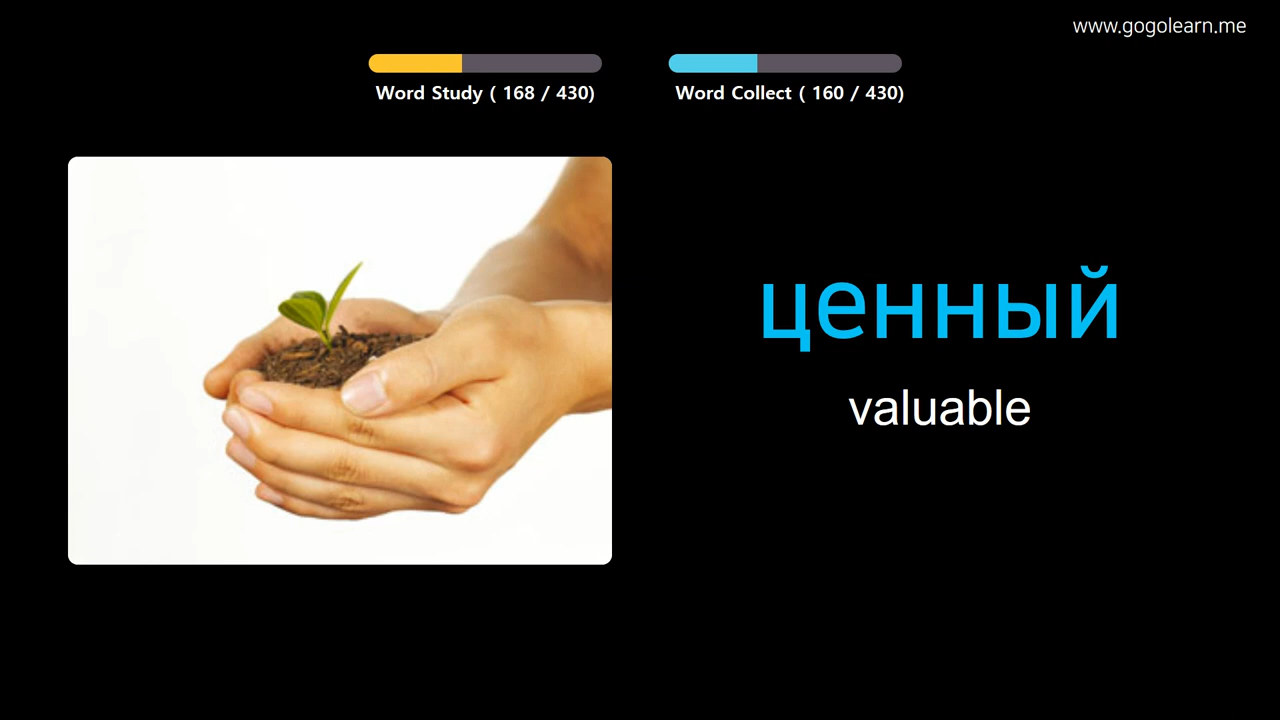 www.gogolearn.me
Word Study ( 168 / 430)
Word Collect ( 160 / 430)
ценный
valuable